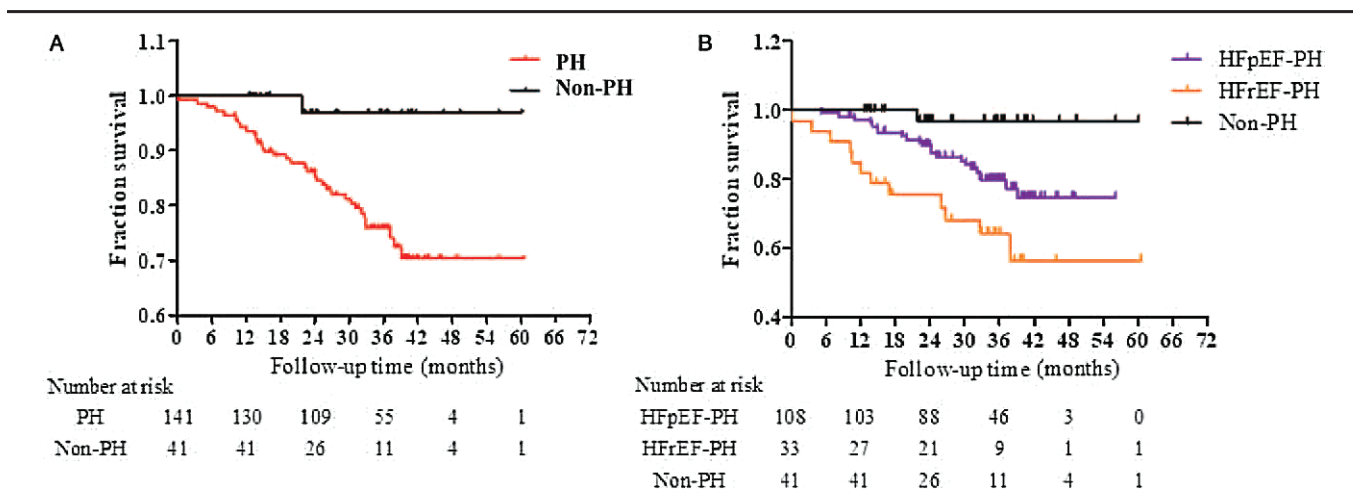 A
1.1
1.0
0.9
0.8
0.7
0.6
Fraction survival
PH
Non-PH
0 6 12 18 24 30 36 42 48 54 60 66 72
Follow-up time (months)
Number at risk
PH 141 130 109 55 4 1
Non-PH 41 41 26 11 4 1
B
1.2
1.0
0.8
0.6
0.4
Fraction survival
HFpEF-PH
HFrEF-PH
Non-PH
0 6 12 18 24 30 36 42 48 54 60 66 72
Follow-up time (months)
Number at risk
HFpEF-PH 108 103 88 46 3 0
HFrEF-PH 33 27 21 9 1 1
Non-PH 41 41 26 11 4 1